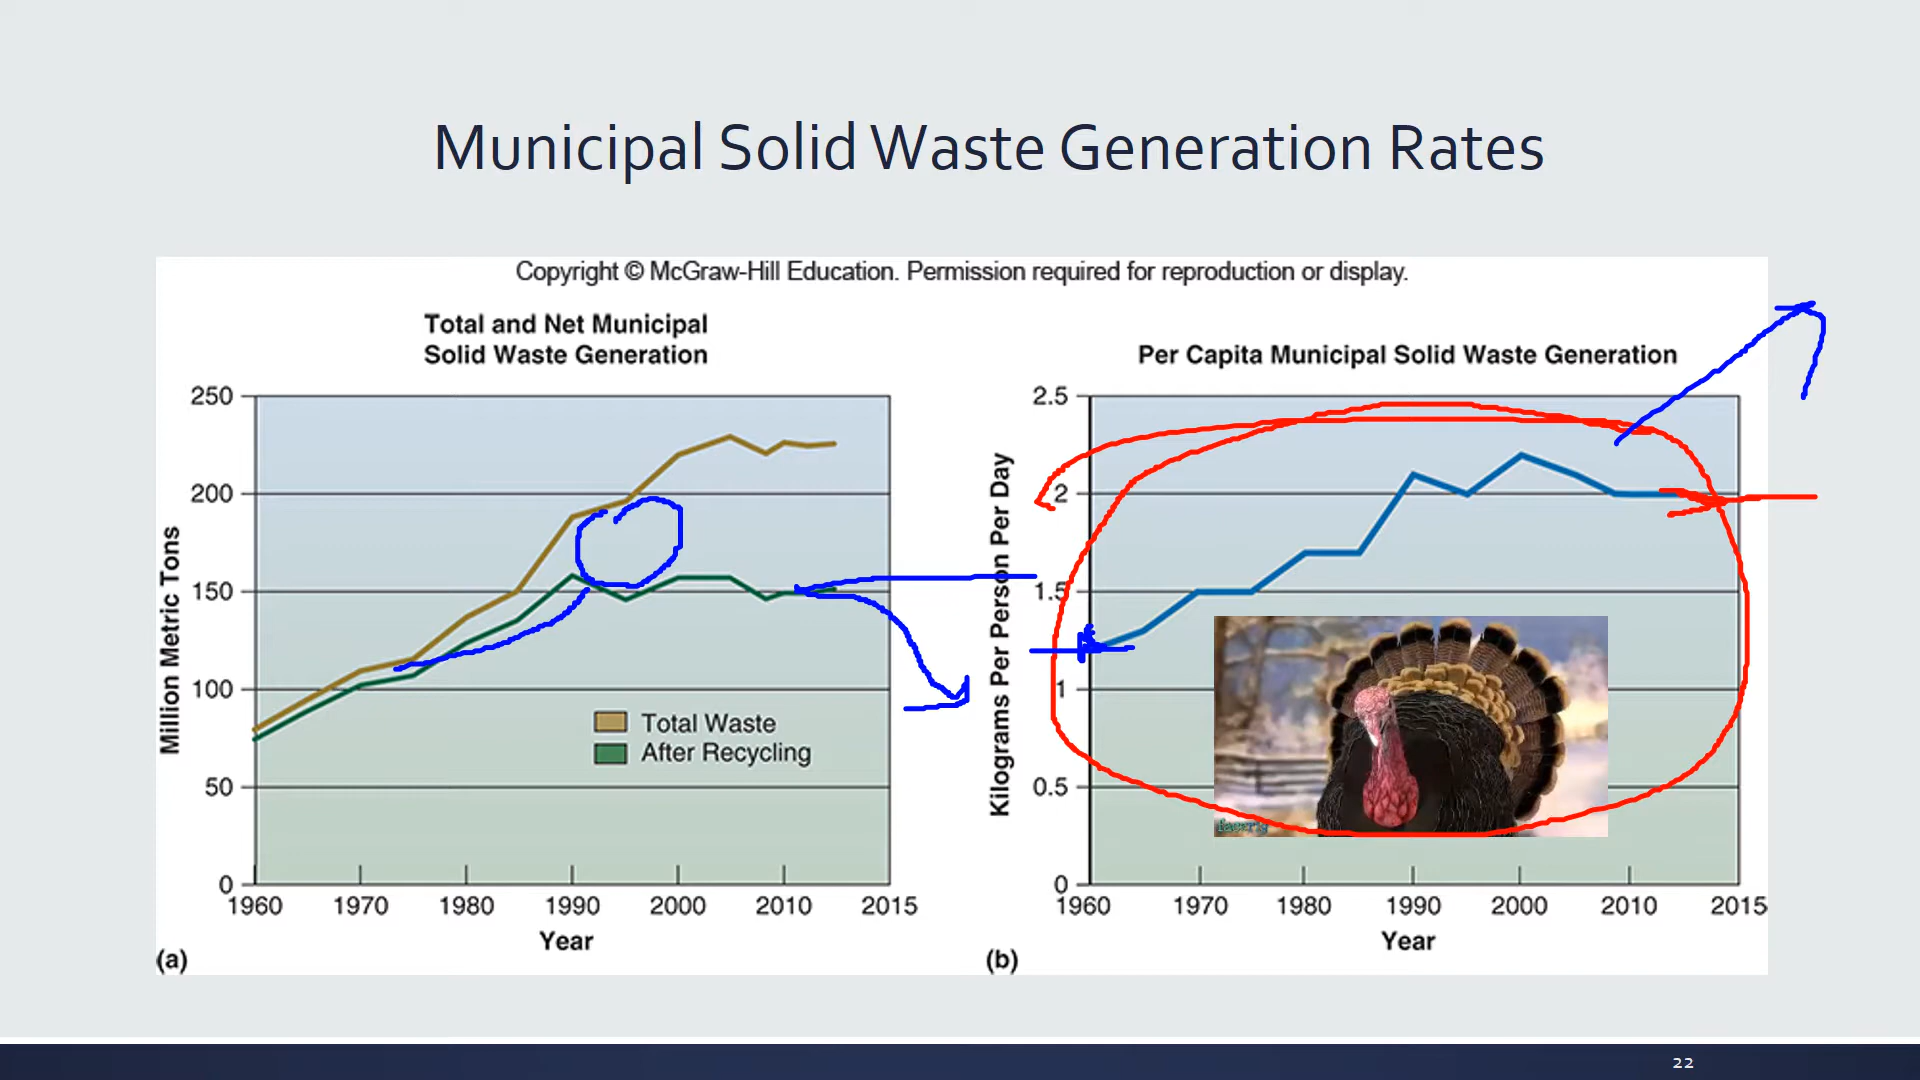 Municipal Solid Waste Generation Rates
Copyright © McGraw-Hill Education. Permission required for reproduction or display.
Total and Net Municipal
Solid Waste Generation
250
200
150
100
50
0
Million Metric Tons
Total Waste
After Recycling
1960 1970 1980 1990 2000 2010 2015
Year
(a)
Per Capita Municipal Solid Waste Generation
2.5
2
1.5
1
0.5
0
Kilograms Per Person Per Day
facerig
1960 1970 1980 1990 2000 2010 2015
Year
(b)
22